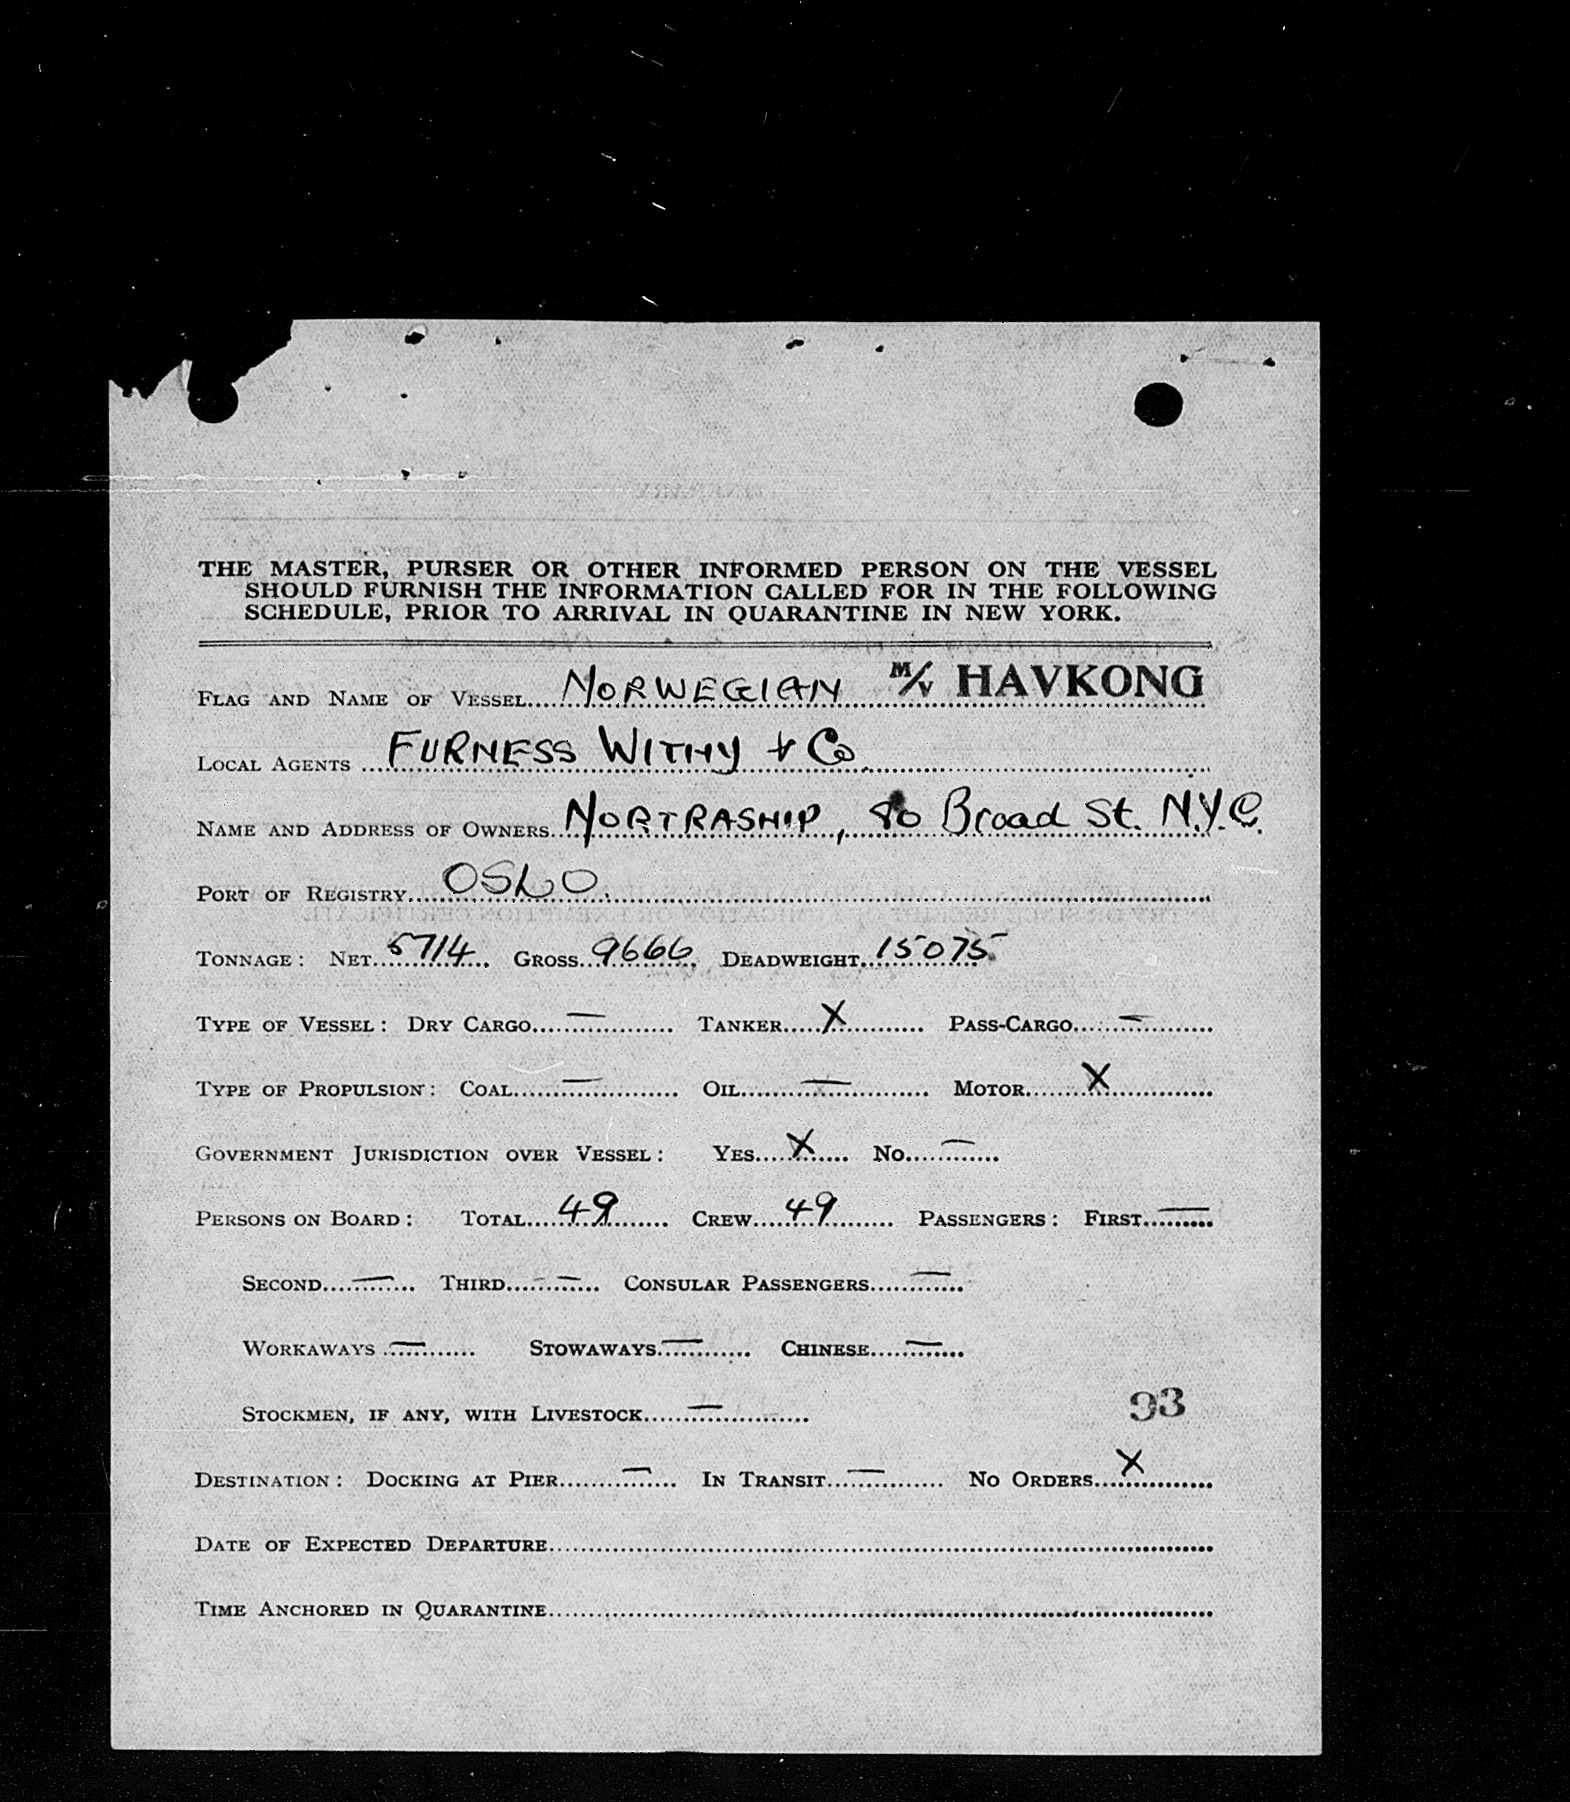 THE MASTER, PURSER OR OTHER INFORMED PERSON ON THE VESSEL
SHOULD FURNISH THE INFORMATION CALLED FOR IN THE FOLLOWING
SCHEDULE, PRIOR TO ARRIVAL IN QUARANTINE IN NEW YORK.
FLAG AND NAME OF VESSEL NORWEGIAN M/V HAVKONG
LOCAL AGENTS FURNESS WITHY & Co.
NAME AND ADDRESS OF OWNERS NORTRASHIP, 80 Broad St. N.Y.C.
PORT OF REGISTRY OSLO.
TONNAGE: NET 5714 GROSS 9666 DEADWEIGHT 15075
TYPE OF VESSEL: DRY CARGO — TANKER X PASS-CARGO —
TYPE OF PROPULSION: COAL — OIL — MOTOR X
GOVERNMENT JURISDICTION OVER VESSEL: YES X NO —
PERSONS ON BOARD: TOTAL 49 CREW 49 PASSENGERS: FIRST —
SECOND — THIRD — CONSULAR PASSENGERS —
WORKAWAYS — STOWAWAYS — CHINESE —
STOCKMEN, IF ANY, WITH LIVESTOCK —
93
DESTINATION: DOCKING AT PIER — IN TRANSIT — NO ORDERS X
DATE OF EXPECTED DEPARTURE
TIME ANCHORED IN QUARANTINE